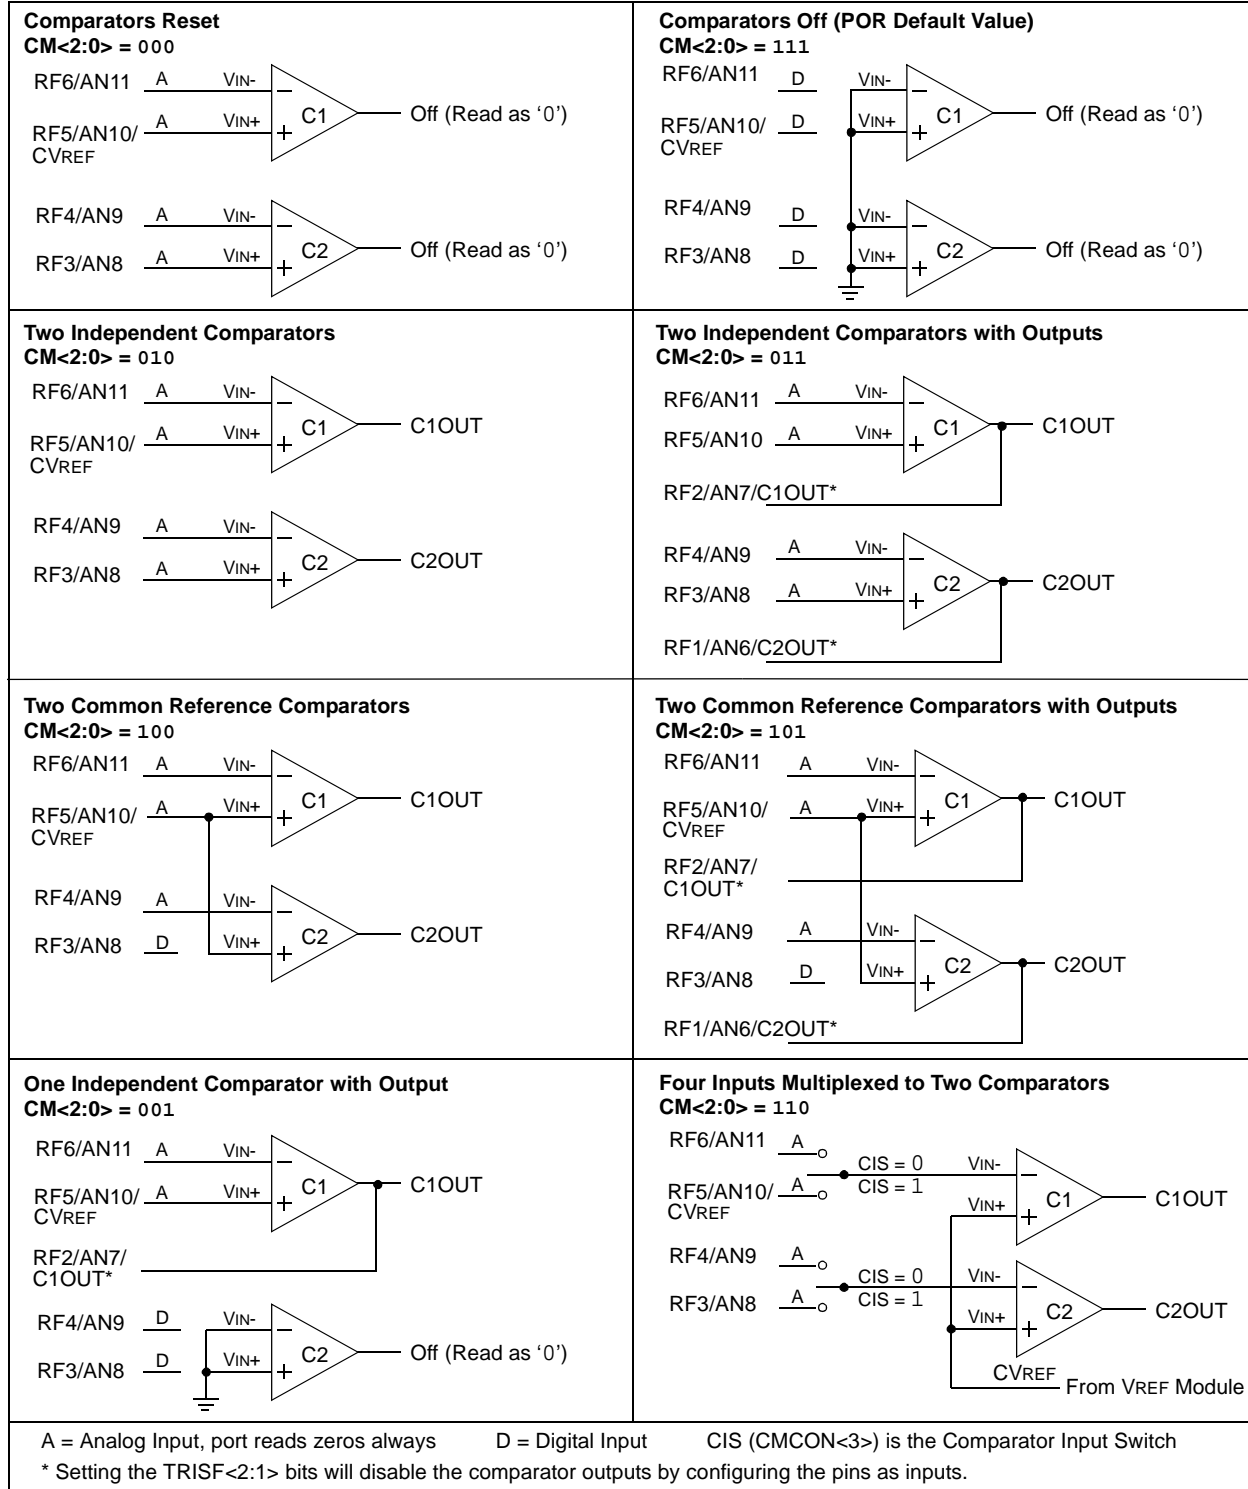 Comparators Reset
CM<2:0> = 000
RF6/AN11 A VIN-
C1 Off (Read as ‘0’)
RF5/AN10/ A VIN+
CVREF
RF4/AN9 A VIN-
C2 Off (Read as ‘0’)
RF3/AN8 A VIN+
Comparators Off (POR Default Value)
CM<2:0> = 111
RF6/AN11 D VIN-
C1 Off (Read as ‘0’)
RF5/AN10/ D VIN+
CVREF
RF4/AN9 D VIN-
C2 Off (Read as ‘0’)
RF3/AN8 D VIN+
Two Independent Comparators
CM<2:0> = 010
RF6/AN11 A VIN-
C1 C1OUT
RF5/AN10/ A VIN+
CVREF
RF4/AN9 A VIN-
C2 C2OUT
RF3/AN8 A VIN+
Two Independent Comparators with Outputs
CM<2:0> = 011
RF6/AN11 A VIN-
C1 C1OUT
RF5/AN10 A VIN+
RF2/AN7/C1OUT*
RF4/AN9 A VIN-
C2 C2OUT
RF3/AN8 A VIN+
RF1/AN6/C2OUT*
Two Common Reference Comparators
CM<2:0> = 100
RF6/AN11 A VIN-
C1 C1OUT
RF5/AN10/ A VIN+
CVREF
RF4/AN9 A VIN-
C2 C2OUT
RF3/AN8 D VIN+
Two Common Reference Comparators with Outputs
CM<2:0> = 101
RF6/AN11 A VIN-
C1 C1OUT
RF5/AN10/ A VIN+
CVREF
RF2/AN7/
C1OUT*
RF4/AN9 A VIN-
C2 C2OUT
RF3/AN8 D VIN+
RF1/AN6/C2OUT*
One Independent Comparator with Output
CM<2:0> = 001
RF6/AN11 A VIN-
C1 C1OUT
RF5/AN10/ A VIN+
CVREF
RF2/AN7/
C1OUT*
RF4/AN9 D VIN-
C2 Off (Read as ‘0’)
RF3/AN8 D VIN+
Four Inputs Multiplexed to Two Comparators
CM<2:0> = 110
RF6/AN11 A
CIS = 0 VIN-
RF5/AN10/ A CIS = 1
CVREF VIN+ C1 C1OUT
RF4/AN9 A
CIS = 0 VIN-
RF3/AN8 A CIS = 1
VIN+ C2 C2OUT
CVREF
From VREF Module
A = Analog Input, port reads zeros always D = Digital Input CIS (CMCON<3>) is the Comparator Input Switch
* Setting the TRISF<2:1> bits will disable the comparator outputs by configuring the pins as inputs.